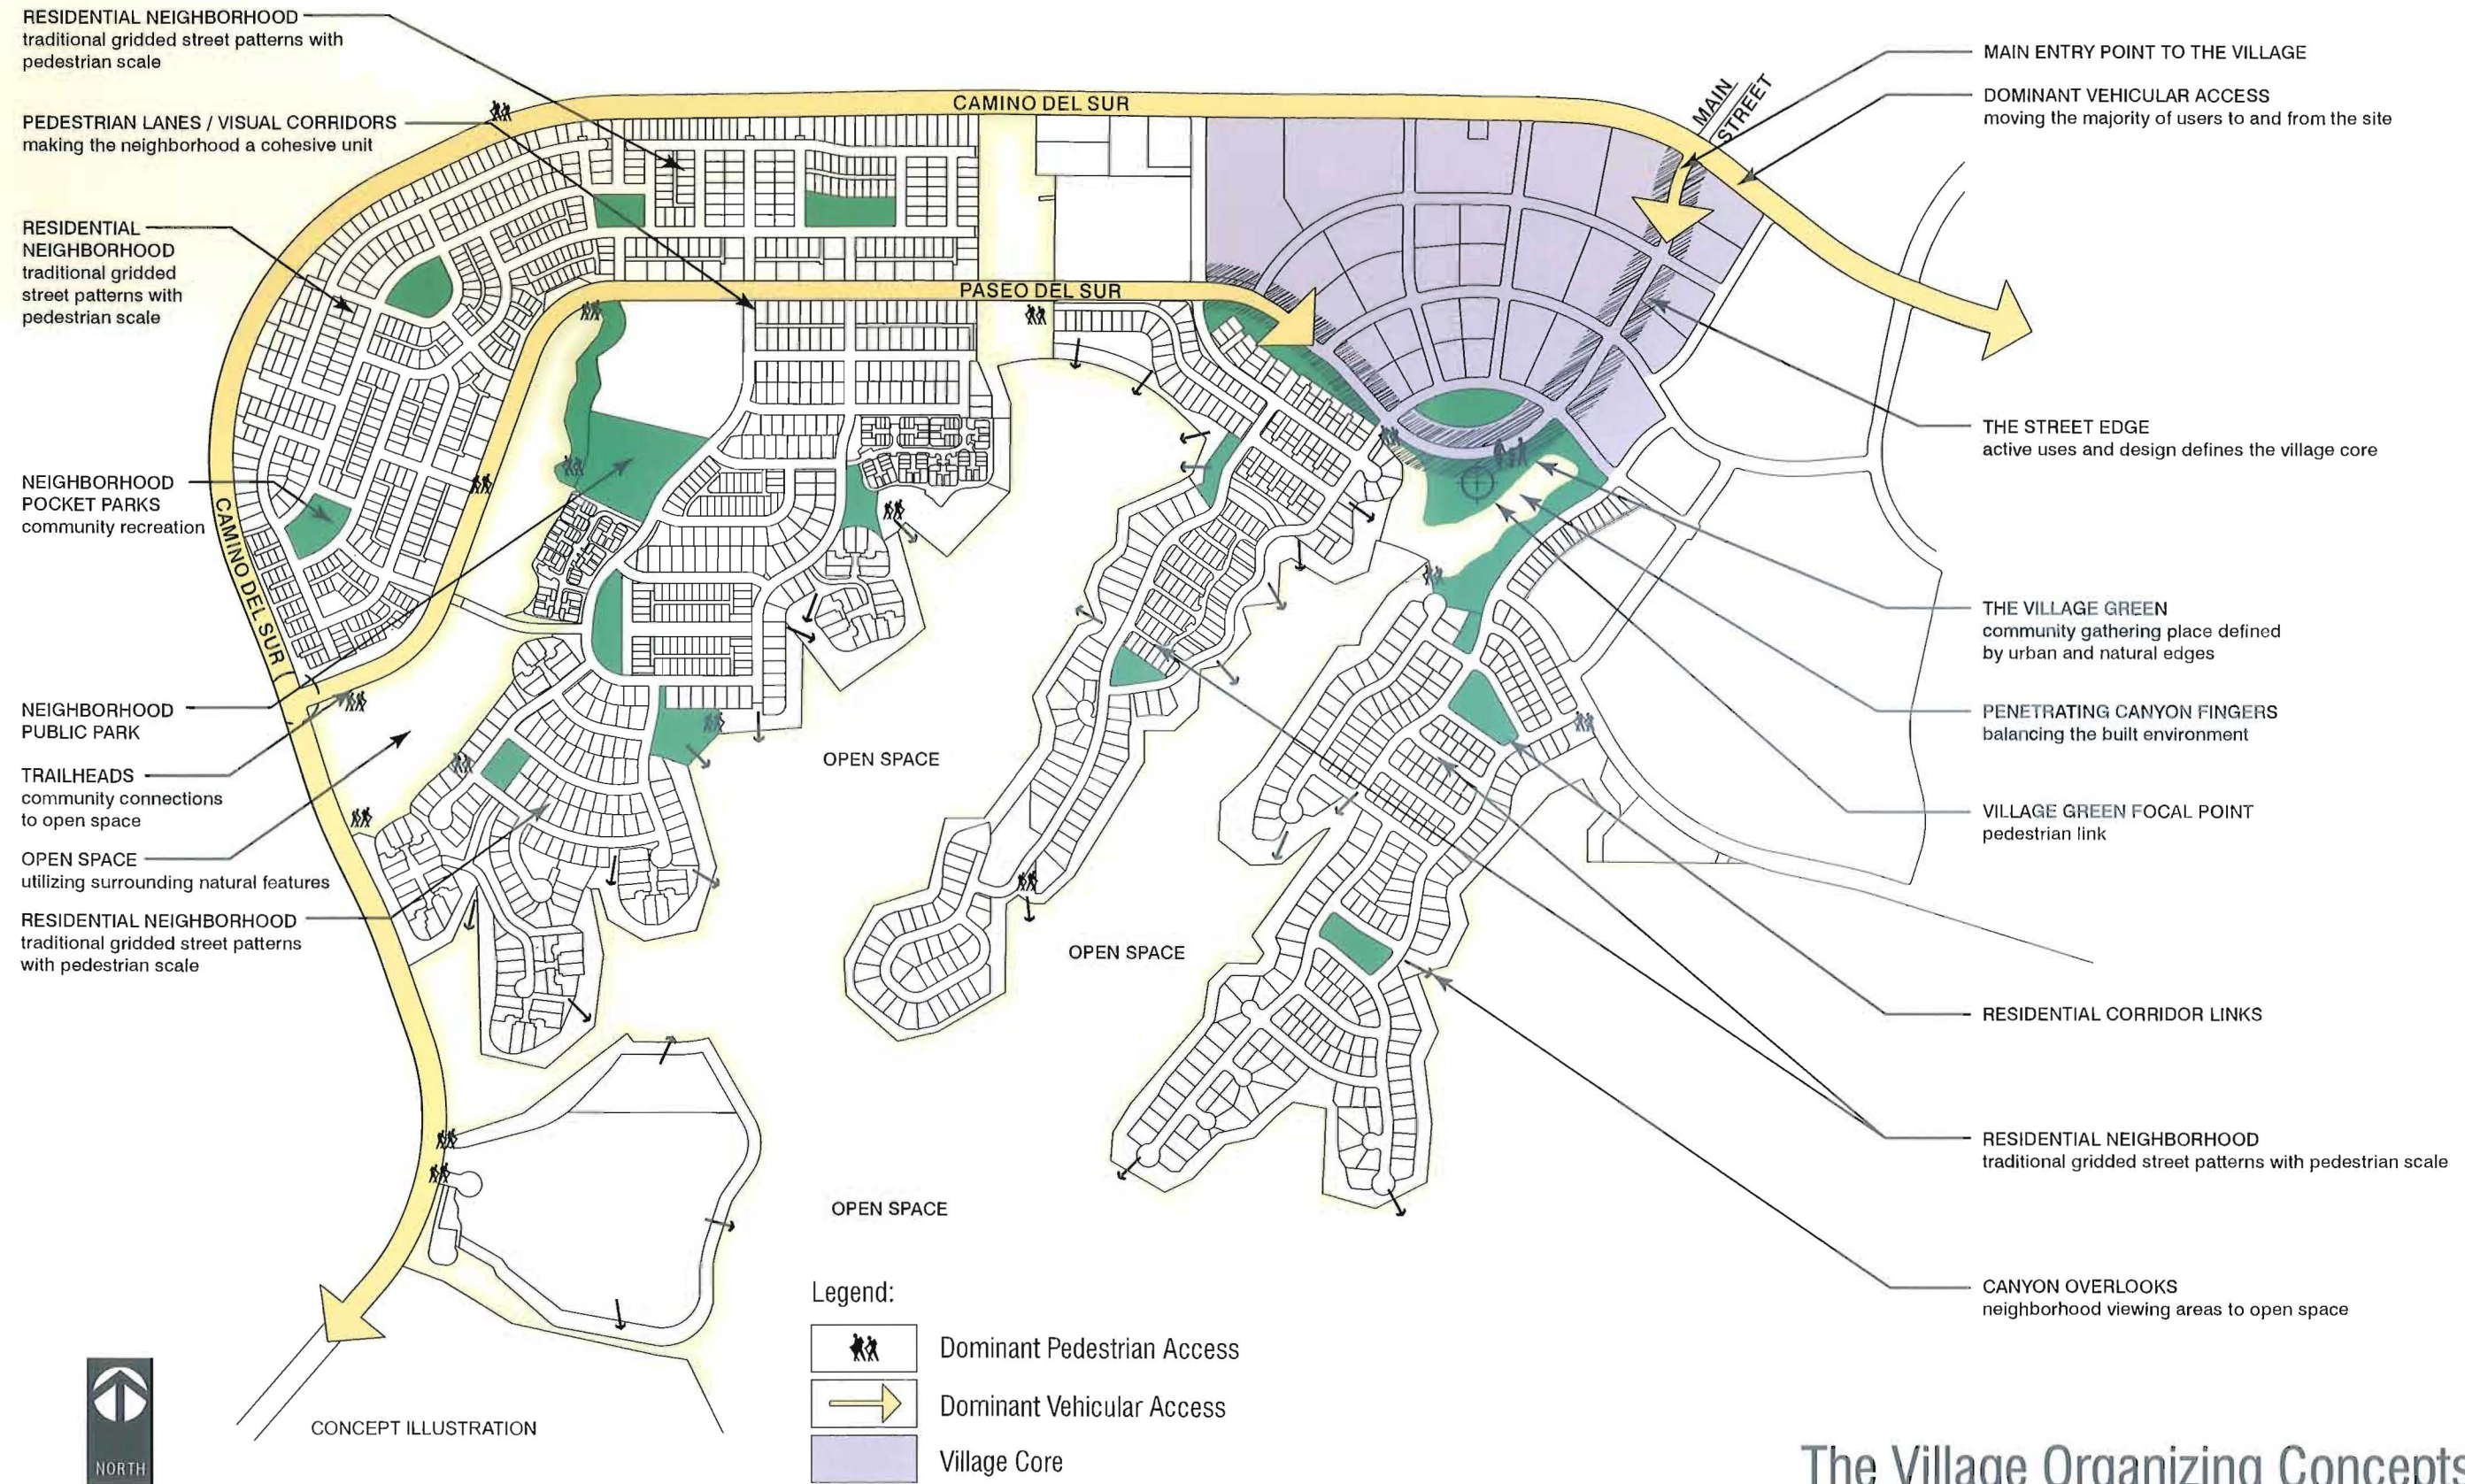 RESIDENTIAL NEIGHBORHOOD
traditional gridded street patterns with
pedestrian scale
PEDESTRIAN LANES / VISUAL CORRIDORS
making the neighborhood a cohesive unit
RESIDENTIAL
NEIGHBORHOOD
traditional gridded
street patterns with
pedestrian scale
NEIGHBORHOOD
POCKET PARKS
community recreation
NEIGHBORHOOD
PUBLIC PARK
TRAILHEADS
community connections
to open space
OPEN SPACE
utilizing surrounding natural features
RESIDENTIAL NEIGHBORHOOD
traditional gridded street patterns
with pedestrian scale
CAMINO DEL SUR
MAIN
STREET
PASEO DEL SUR
CAMINO DEL SUR
OPEN SPACE
OPEN SPACE
OPEN SPACE
MAIN ENTRY POINT TO THE VILLAGE
DOMINANT VEHICULAR ACCESS
moving the majority of users to and from the site
THE STREET EDGE
active uses and design defines the village core
THE VILLAGE GREEN
community gathering place defined
by urban and natural edges
PENETRATING CANYON FINGERS
balancing the built environment
VILLAGE GREEN FOCAL POINT
pedestrian link
RESIDENTIAL CORRIDOR LINKS
RESIDENTIAL NEIGHBORHOOD
traditional gridded street patterns with pedestrian scale
CANYON OVERLOOKS
neighborhood viewing areas to open space
Legend:
Dominant Pedestrian Access
Dominant Vehicular Access
Village Core
NORTH
CONCEPT ILLUSTRATION
The Village Organizing Concepts